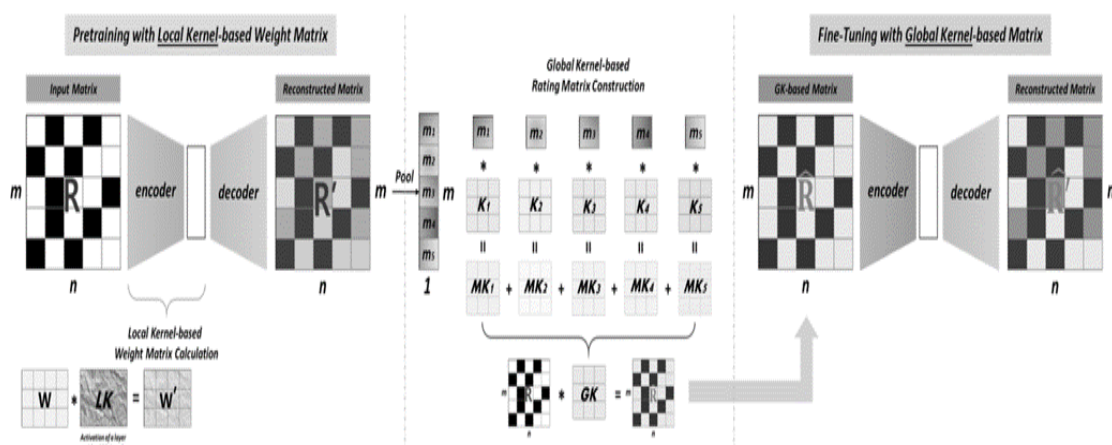 Pretraining with Local Kernel-based Weight Matrix
Input Matrix
Reconstructed Matrix
m
R
encoder
decoder
R'
m
n
n
Local Kernel-based
Weight Matrix Calculation
W * LK = W'
Activation of a layer
Pool
Global Kernel-based
Rating Matrix Construction
m1
m2
m3
m4
m5
m
1
m1 m2 m3 m4 m5
* * * * *
K1 K2 K3 K4 K5
= = = = =
MK1 + MK2 + MK3 + MK4 + MK5
= m R * GK = m R
n
n
Fine-Tuning with Global Kernel-based Matrix
GK-based Matrix
Reconstructed Matrix
m
R̂
encoder
decoder
R̂'
m
n
n